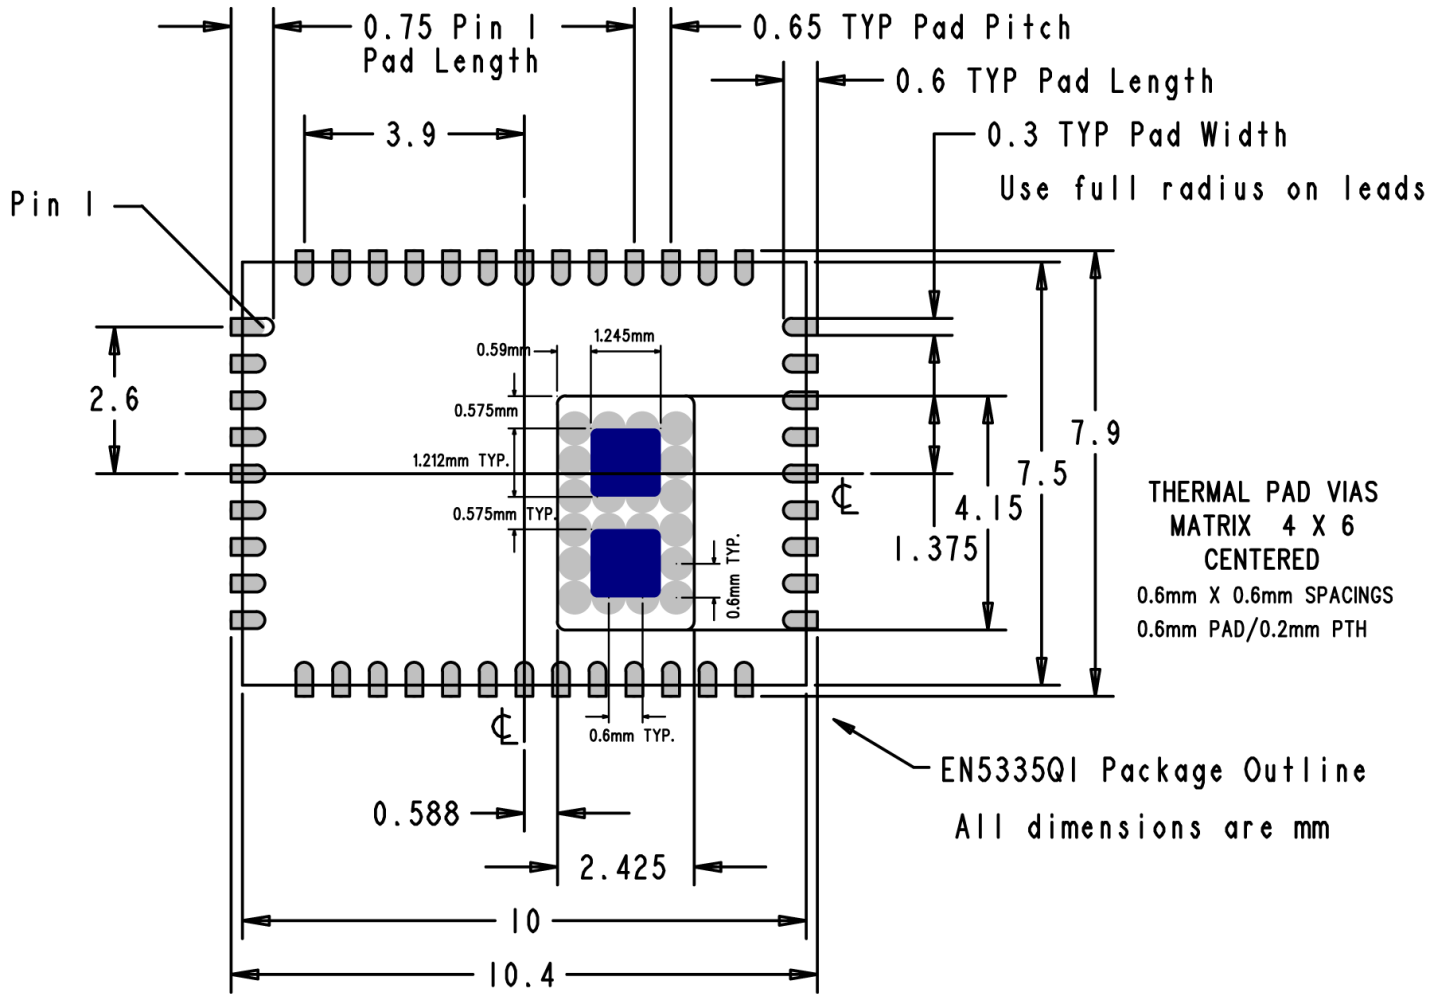 0.75 Pin 1
Pad Length
0.65 TYP Pad Pitch
0.6 TYP Pad Length
3.9
0.3 TYP Pad Width
Use full radius on leads
Pin 1
0.59mm
1.245mm
2.6
0.575mm
7.9
1.212mm TYP.
7.5
℄
4.15
0.575mm TYP.
1.375
0.6mm TYP.
THERMAL PAD VIAS
MATRIX 4 X 6
CENTERED
0.6mm X 0.6mm SPACINGS
0.6mm PAD/0.2mm PTH
℄
0.6mm TYP.
EN5335QI Package Outline
All dimensions are mm
0.588
2.425
10
10.4